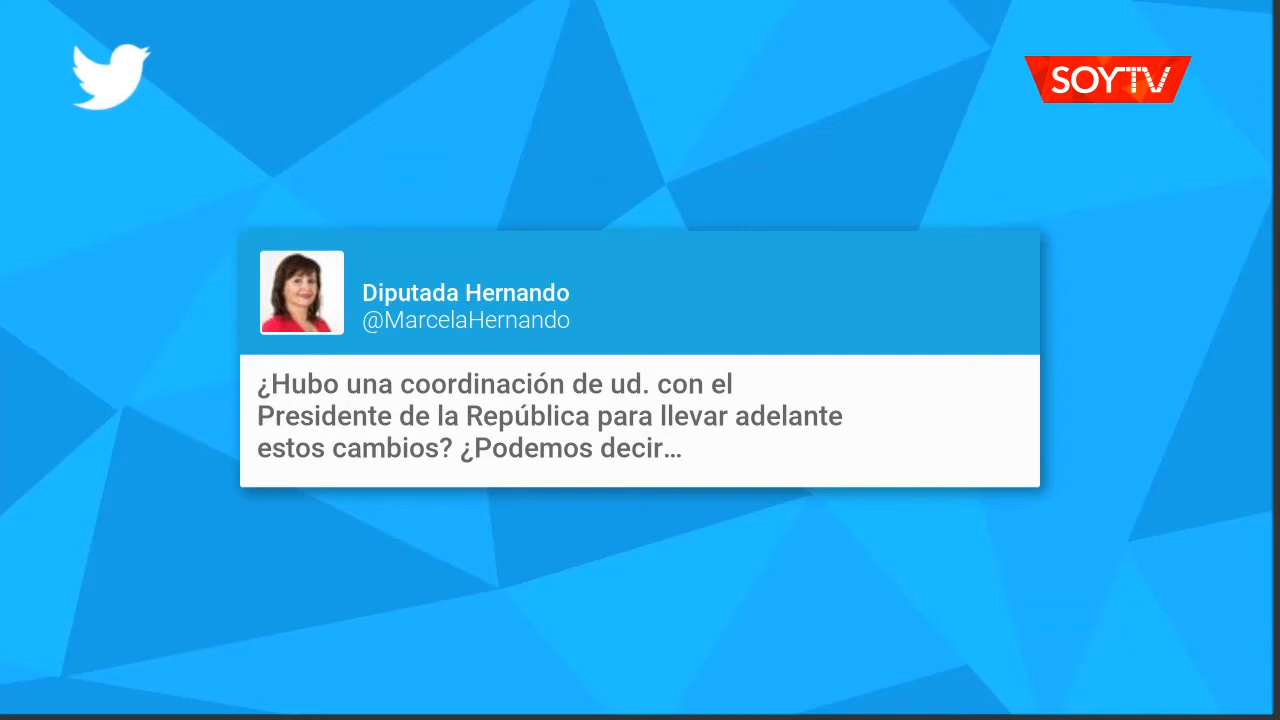 SOYTV
Diputada Hernando
@MarcelaHernando
¿Hubo una coordinación de ud. con el
Presidente de la República para llevar adelante
estos cambios? ¿Podemos decir...